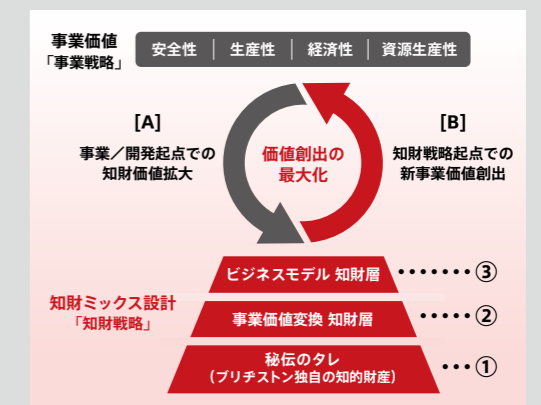 事業価値
「事業戦略」
安全性 生産性 経済性 資源生産性
[A]
事業／開発起点での
知財価値拡大
価値創出の
最大化
[B]
知財戦略起点での
新事業価値創出
ビジネスモデル 知財層 ・・・・・・・③
知財ミックス設計
「知財戦略」
事業価値変換 知財層 ・・・・・②
秘伝のタレ
（ブリヂストン独自の知的財産） ・・・①